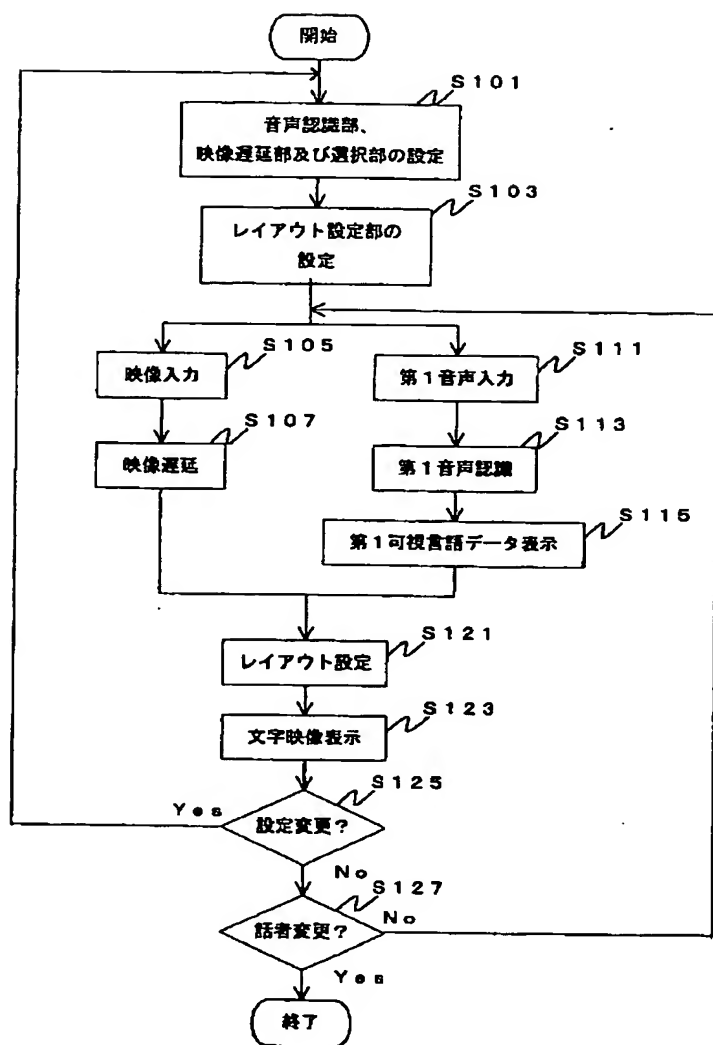 開始
S101
音声認識部、
映像遅延部及び選択部の設定
S103
レイアウト設定部の
設定
S105
映像入力
S111
第1音声入力
S107
映像遅延
S113
第1音声認識
S115
第1可視言語データ表示
S121
レイアウト設定
S123
文字映像表示
S125
Yes
設定変更?
No
S127
話者変更?
No
Yes
終了